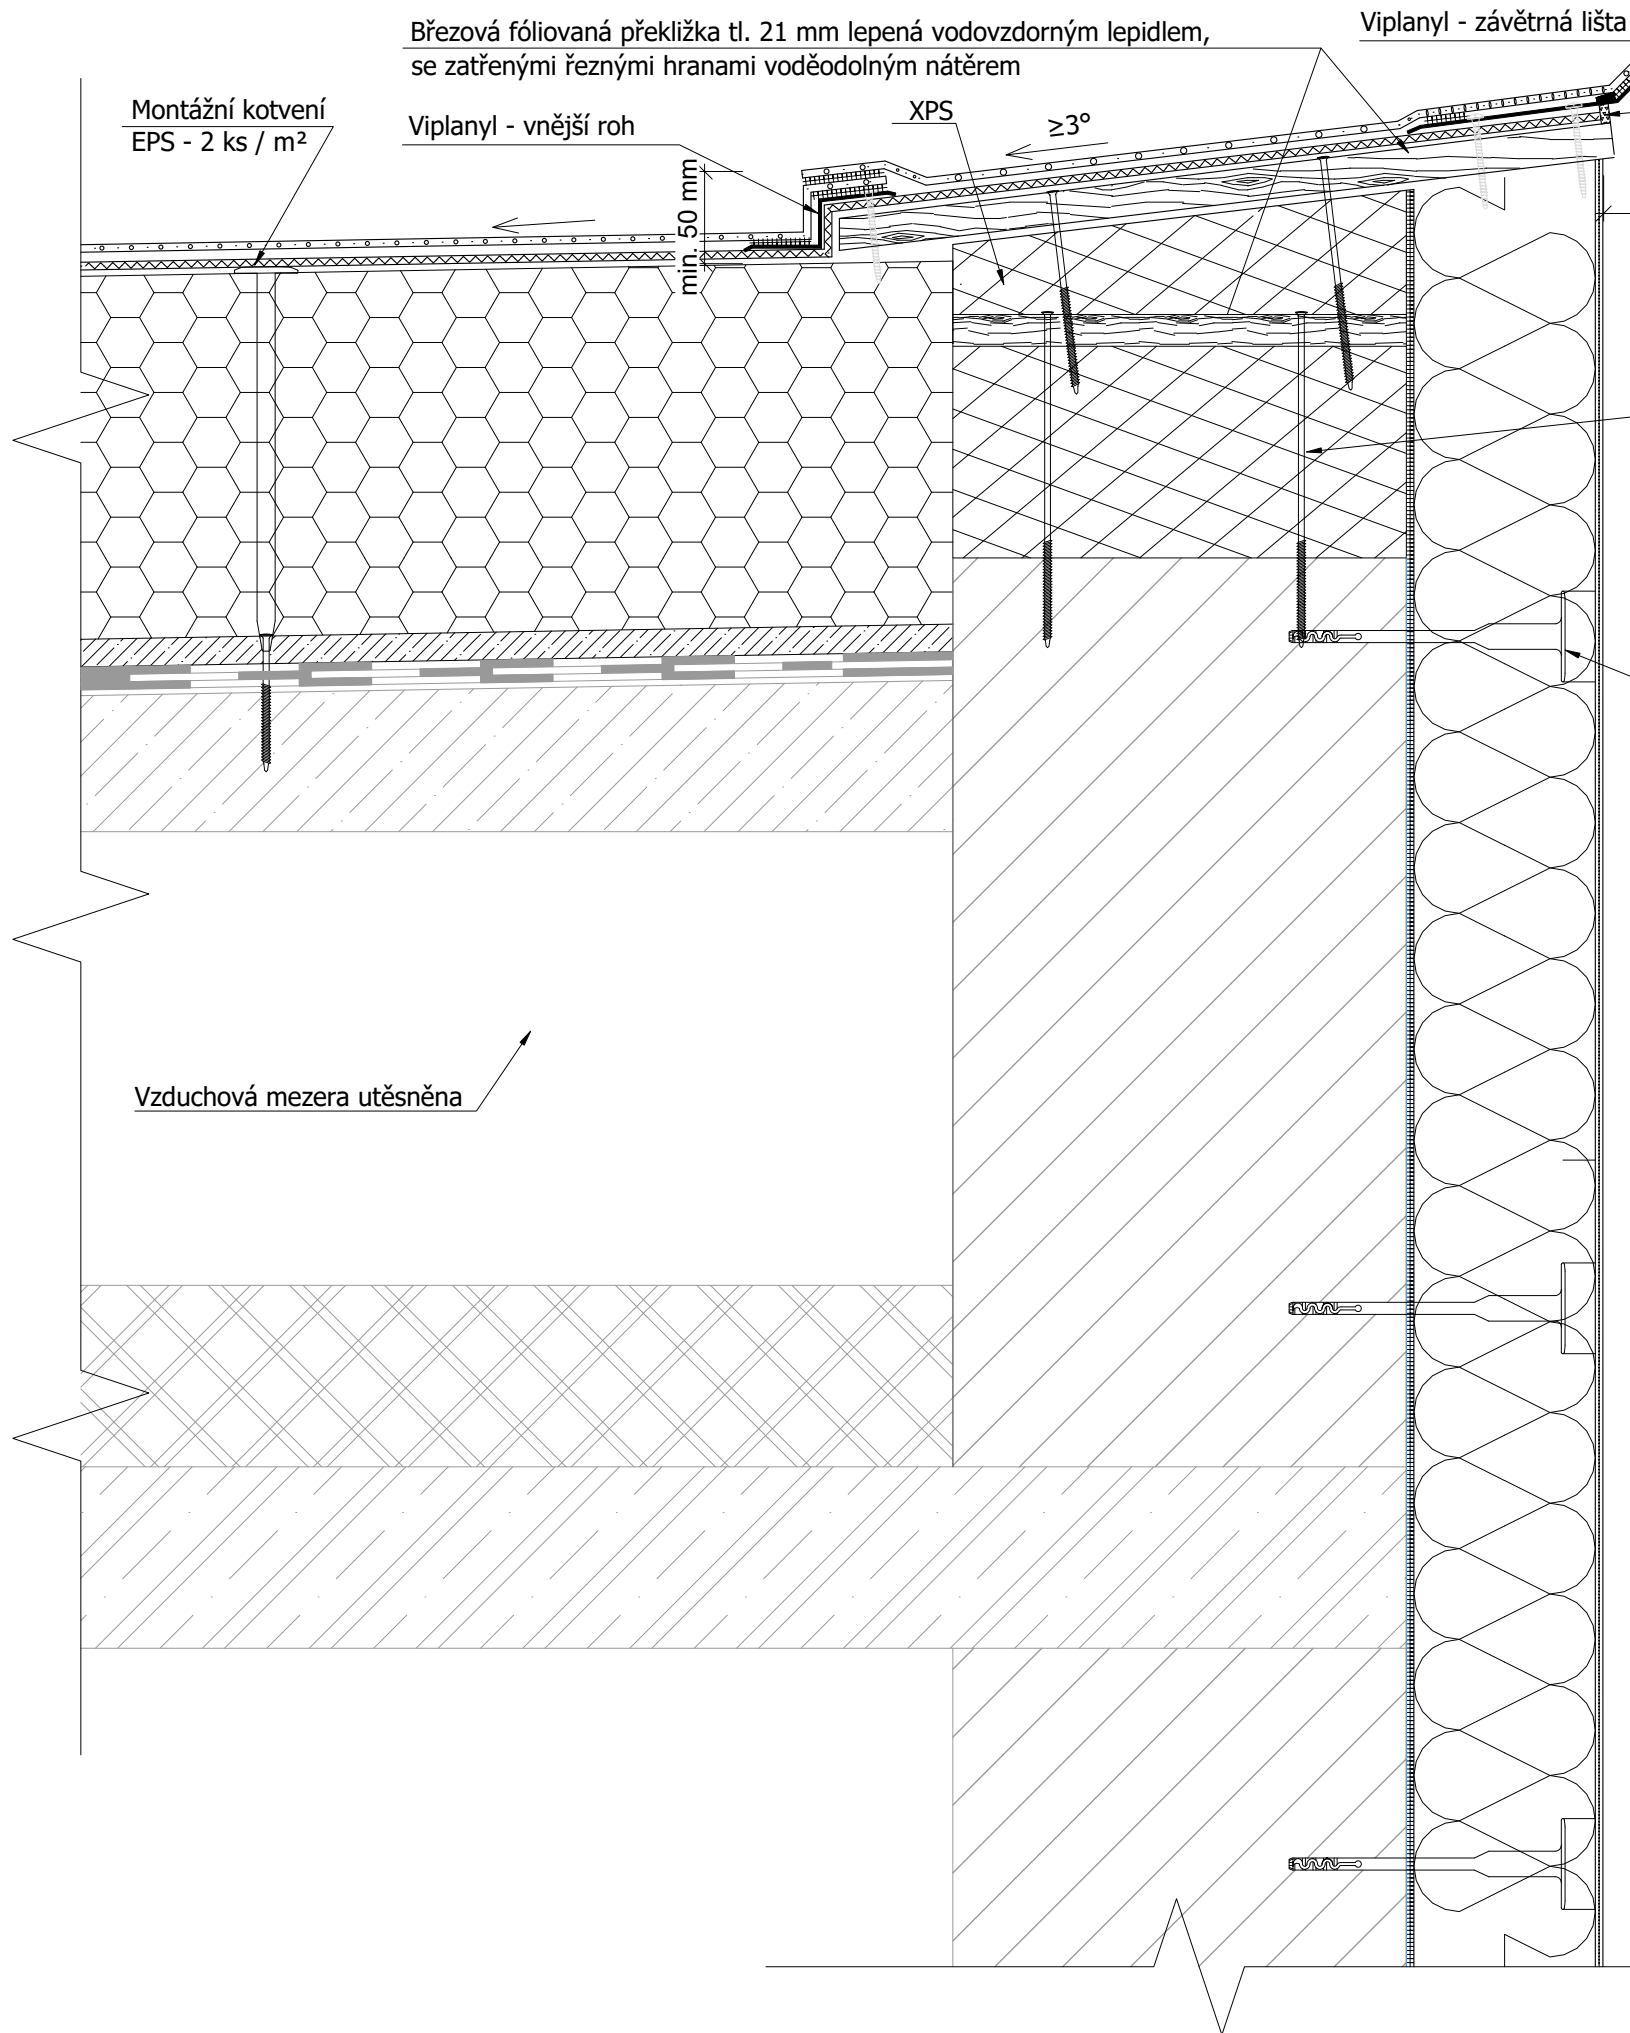 Březová fóliovaná překližka tl. 21 mm lepená vodovzdorným lepidlem,
se zatřenými řeznými hranami voděodolným nátěrem
Viplanyl - závětrná lišta
Montážní kotvení
EPS - 2 ks / m²
Viplanyl - vnější roh
XPS
≥3°
min. 50 mm
Vzduchová mezera utěsněna